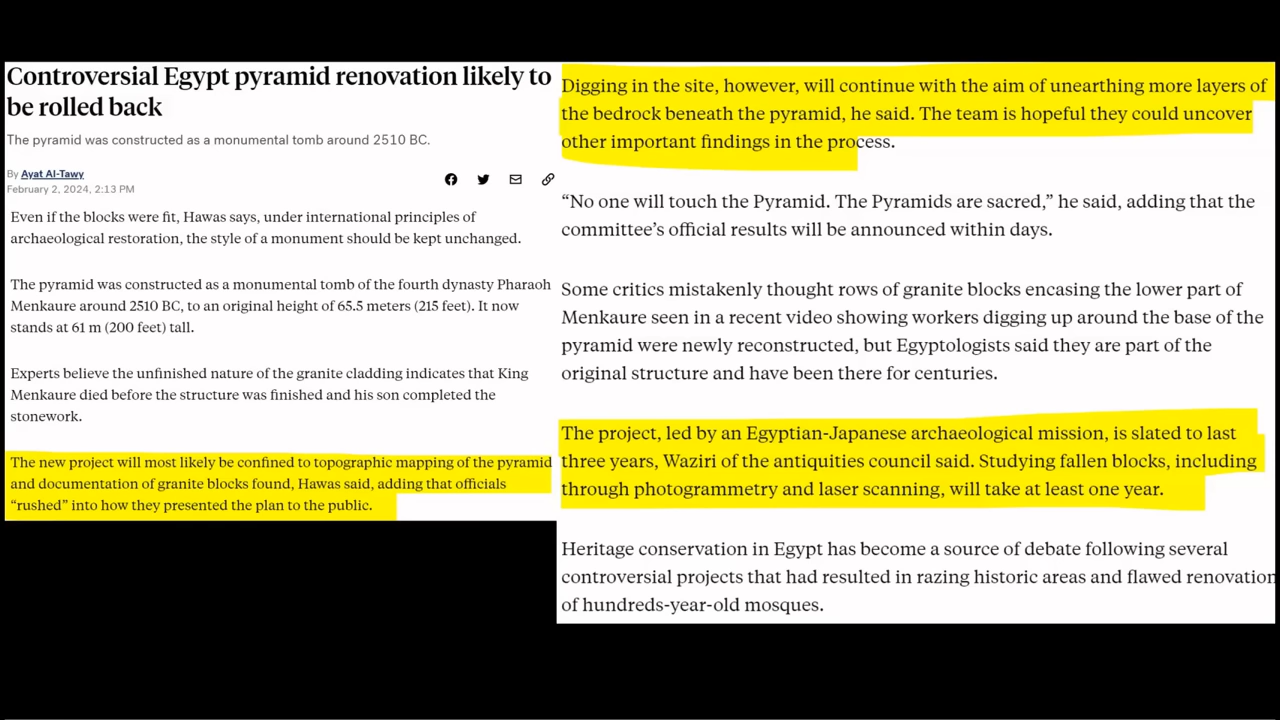 Controversial Egypt pyramid renovation likely to
be rolled back
The pyramid was constructed as a monumental tomb around 2510 BC.
By Ayat Al-Tawy
February 2, 2024, 2:13 PM
Even if the blocks were fit, Hawas says, under international principles of
archaeological restoration, the style of a monument should be kept unchanged.
The pyramid was constructed as a monumental tomb of the fourth dynasty Pharaoh
Menkaure around 2510 BC, to an original height of 65.5 meters (215 feet). It now
stands at 61 m (200 feet) tall.
Experts believe the unfinished nature of the granite cladding indicates that King
Menkaure died before the structure was finished and his son completed the
stonework.
The new project will most likely be confined to topographic mapping of the pyramid
and documentation of granite blocks found, Hawas said, adding that officials
“rushed” into how they presented the plan to the public.
Digging in the site, however, will continue with the aim of unearthing more layers of
the bedrock beneath the pyramid, he said. The team is hopeful they could uncover
other important findings in the process.
“No one will touch the Pyramid. The Pyramids are sacred,” he said, adding that the
committee’s official results will be announced within days.
Some critics mistakenly thought rows of granite blocks encasing the lower part of
Menkaure seen in a recent video showing workers digging up around the base of the
pyramid were newly reconstructed, but Egyptologists said they are part of the
original structure and have been there for centuries.
The project, led by an Egyptian-Japanese archaeological mission, is slated to last
three years, Waziri of the antiquities council said. Studying fallen blocks, including
through photogrammetry and laser scanning, will take at least one year.
Heritage conservation in Egypt has become a source of debate following several
controversial projects that had resulted in razing historic areas and flawed renovation
of hundreds-year-old mosques.